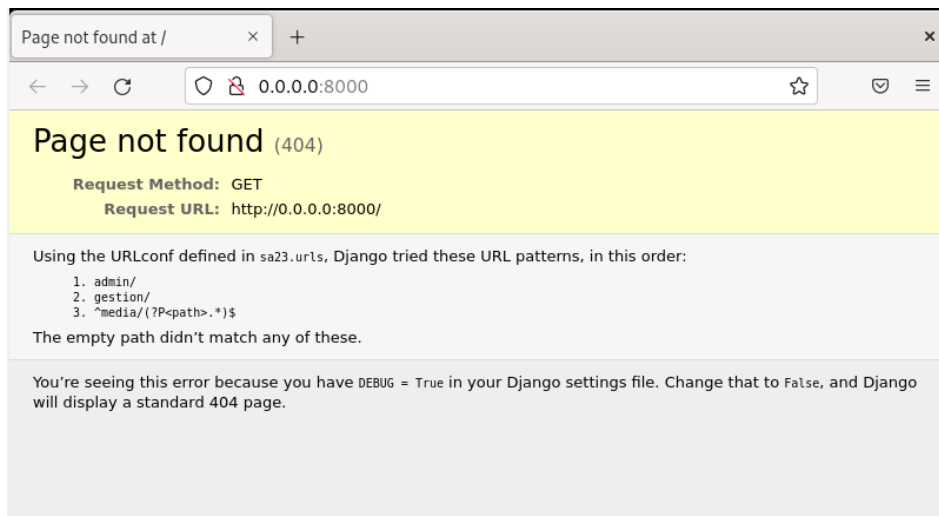 Page not found at /
0.0.0.0:8000
Page not found (404)
Request Method: GET
Request URL: http://0.0.0.0:8000/
Using the URLconf defined in sa23.urls, Django tried these URL patterns, in this order:
1. admin/
2. gestion/
3. ^media/(?P<path>.*)$
The empty path didn’t match any of these.
You’re seeing this error because you have DEBUG = True in your Django settings file. Change that to False, and Django
will display a standard 404 page.